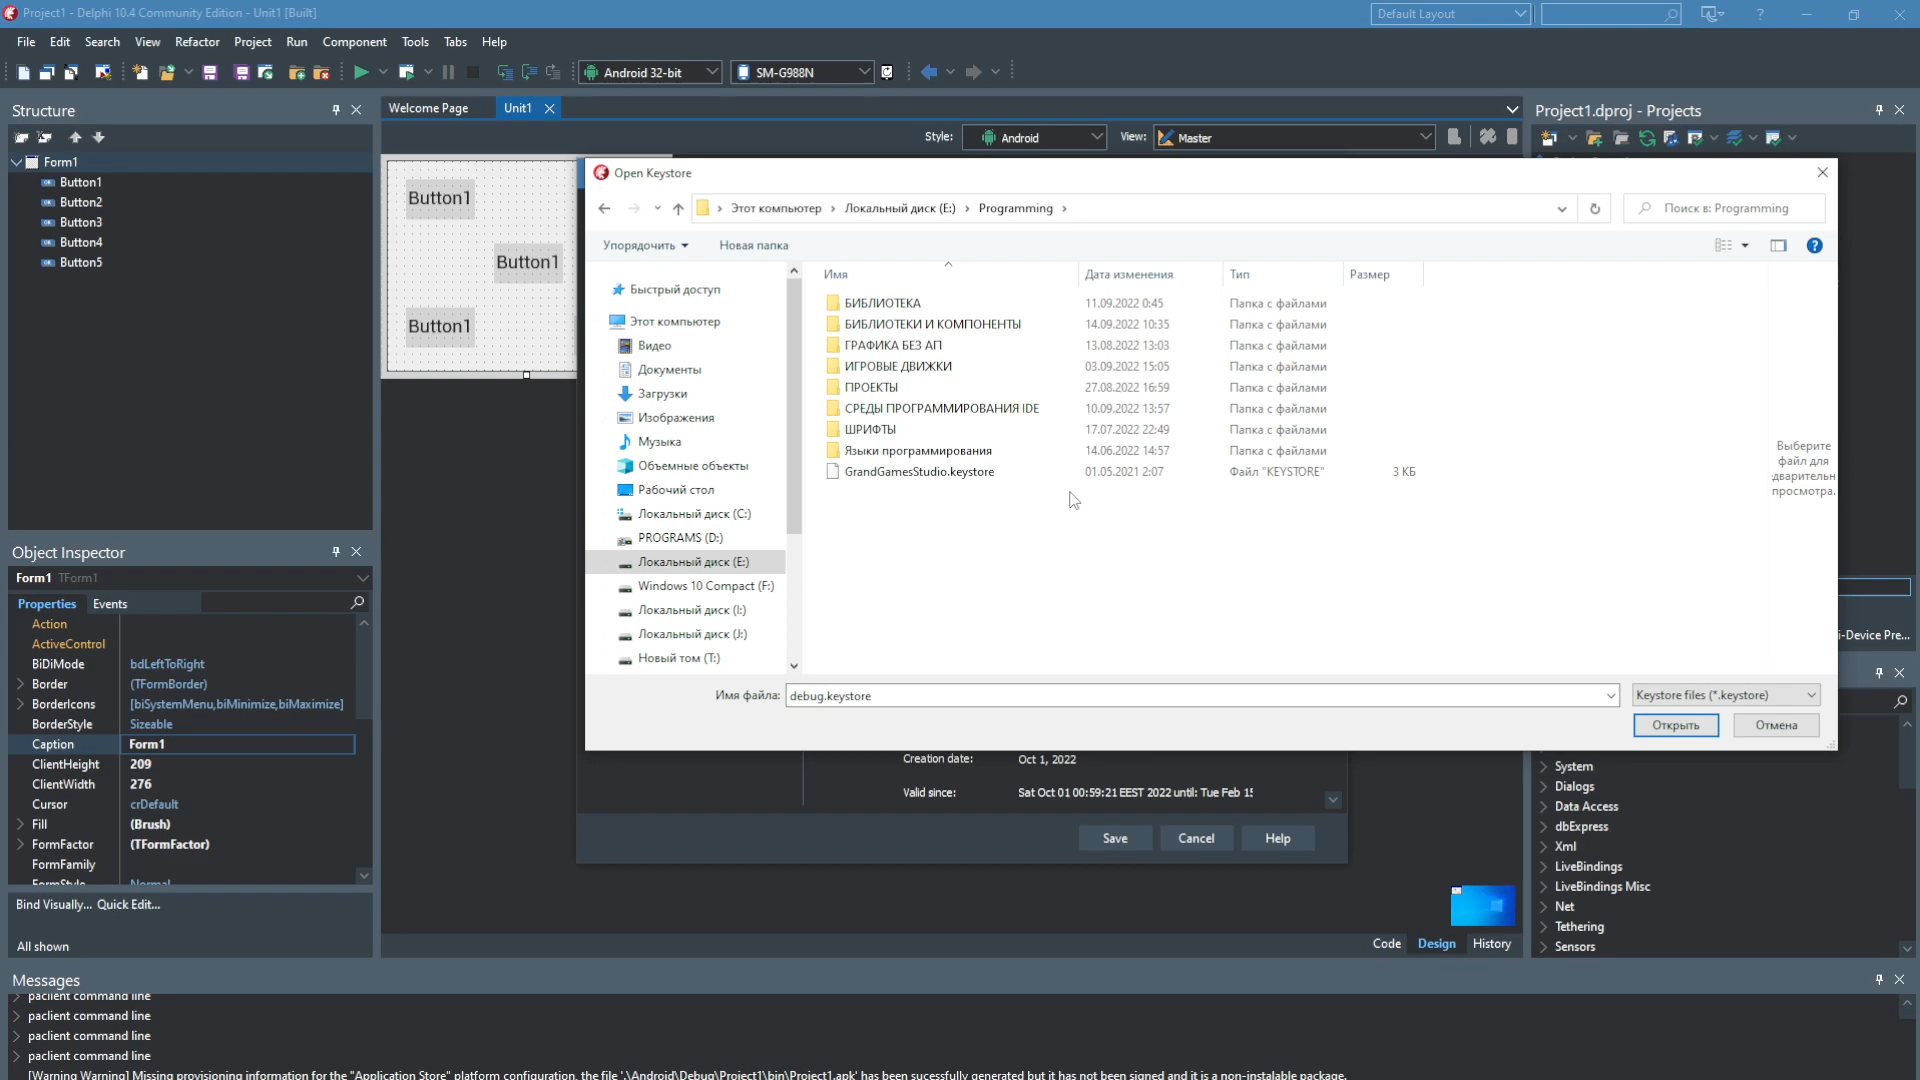 Project1 - Delphi 10.4 Community Edition - Unit1 [Built]
Default Layout
File Edit Search View Refactor Project Run Component Tools Tabs Help
Android 32-bit
SM-G988N
Structure
Welcome Page
Unit1
Project1.dproj - Projects
Style:
Android
View:
Master
Form1
Button1
Button2
Button3
Button4
Button5
Button1
Button1
Button1
Open Keystore
Этот компьютер › Локальный диск (E:) › Programming ›
Поиск в: Programming
Упорядочить
Новая папка
Имя
Дата изменения
Тип
Размер
Быстрый доступ
Этот компьютер
Видео
Документы
Загрузки
Изображения
Музыка
Объемные объекты
Рабочий стол
Локальный диск (C:)
PROGRAMS (D:)
Локальный диск (E:)
Windows 10 Compact (F:)
Локальный диск (I:)
Локальный диск (J:)
Новый том (T:)
БИБЛИОТЕКА 11.09.2022 0:45 Папка с файлами
БИБЛИОТЕКИ И КОМПОНЕНТЫ 14.09.2022 10:35 Папка с файлами
ГРАФИКА БЕЗ АП 13.08.2022 13:03 Папка с файлами
ИГРОВЫЕ ДВИЖКИ 03.09.2022 15:05 Папка с файлами
ПРОЕКТЫ 27.08.2022 16:59 Папка с файлами
СРЕДЫ ПРОГРАММИРОВАНИЯ IDE 10.09.2022 13:57 Папка с файлами
ШРИФТЫ 17.07.2022 22:49 Папка с файлами
Языки программирования 14.06.2022 14:57 Папка с файлами
GrandGamesStudio.keystore 01.05.2021 2:07 Файл "KEYSTORE" 3 КБ
Выберите
файл для
дварительн
просмотра.
Имя файла:
debug.keystore
Keystore files (*.keystore)
Открыть
Отмена
Creation date: Oct 1, 2022
Valid since: Sat Oct 01 00:59:21 EEST 2022 until: Tue Feb 15
Save
Cancel
Help
Object Inspector
Form1 TForm1
Properties
Events
Action
ActiveControl
BiDiMode bdLeftToRight
Border (TFormBorder)
BorderIcons [biSystemMenu,biMinimize,biMaximize]
BorderStyle Sizeable
Caption Form1
ClientHeight 209
ClientWidth 276
Cursor crDefault
Fill (Brush)
FormFactor (TFormFactor)
FormFamily
FormStyle Normal
Bind Visually... Quick Edit...
All shown
i-Device Pre...
System
Dialogs
Data Access
dbExpress
Xml
LiveBindings
LiveBindings Misc
Net
Tethering
Sensors
Code
Design
History
Messages
paclient command line
paclient command line
paclient command line
paclient command line
[Warning Warning] Missing provisioning information for the "Application Store" platform configuration, the file '.\Android\Debug\Project1\bin\Project1.apk' has been sucessfully generated but it has not been signed and it is a non-instalable package.